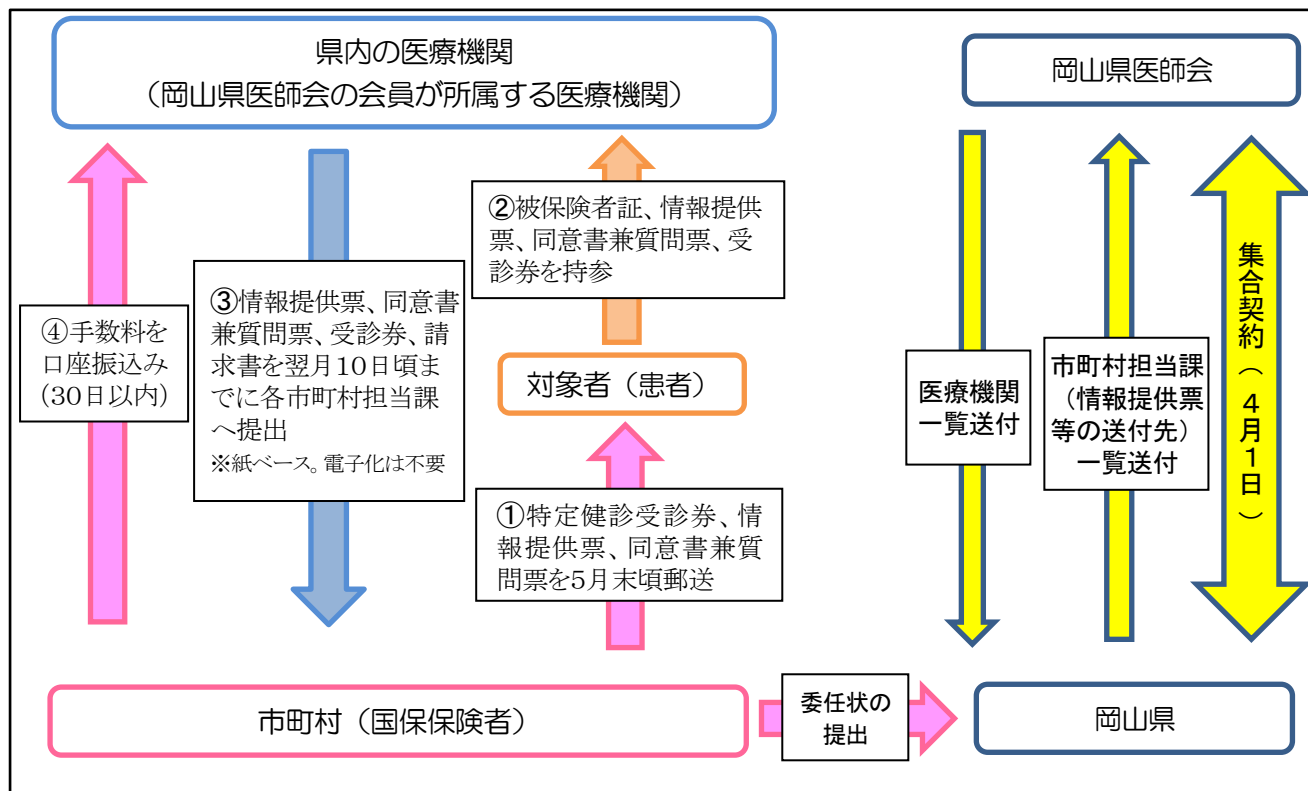 県内の医療機関
（岡山県医師会の会員が所属する医療機関）
岡山県医師会
②被保険者証、情報提供
票、同意書兼質問票、受
診券を持参
④手数料を
口座振込み
（30日以内）
③情報提供票、同意書
兼質問票、受診券、請
求書を翌月10日頃ま
でに各市町村担当課
へ提出
※紙ベース。電子化は不要
対象者（患者）
①特定健診受診券、情
報提供票、同意書兼質
問票を5月末頃郵送
医療機関
一覧送付
市町村担当課
（情報提供票
等の送付先）
一覧送付
集合契約（４月１日）
市町村（国保保険者）
委任状の
提出
岡山県